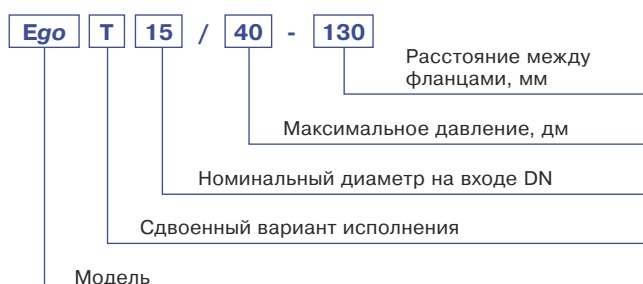 Ego T 15 / 40 - 130
Расстояние между
фланцами, мм
Максимальное давление, дм
Номинальный диаметр на входе DN
Сдвоенный вариант исполнения
Модель